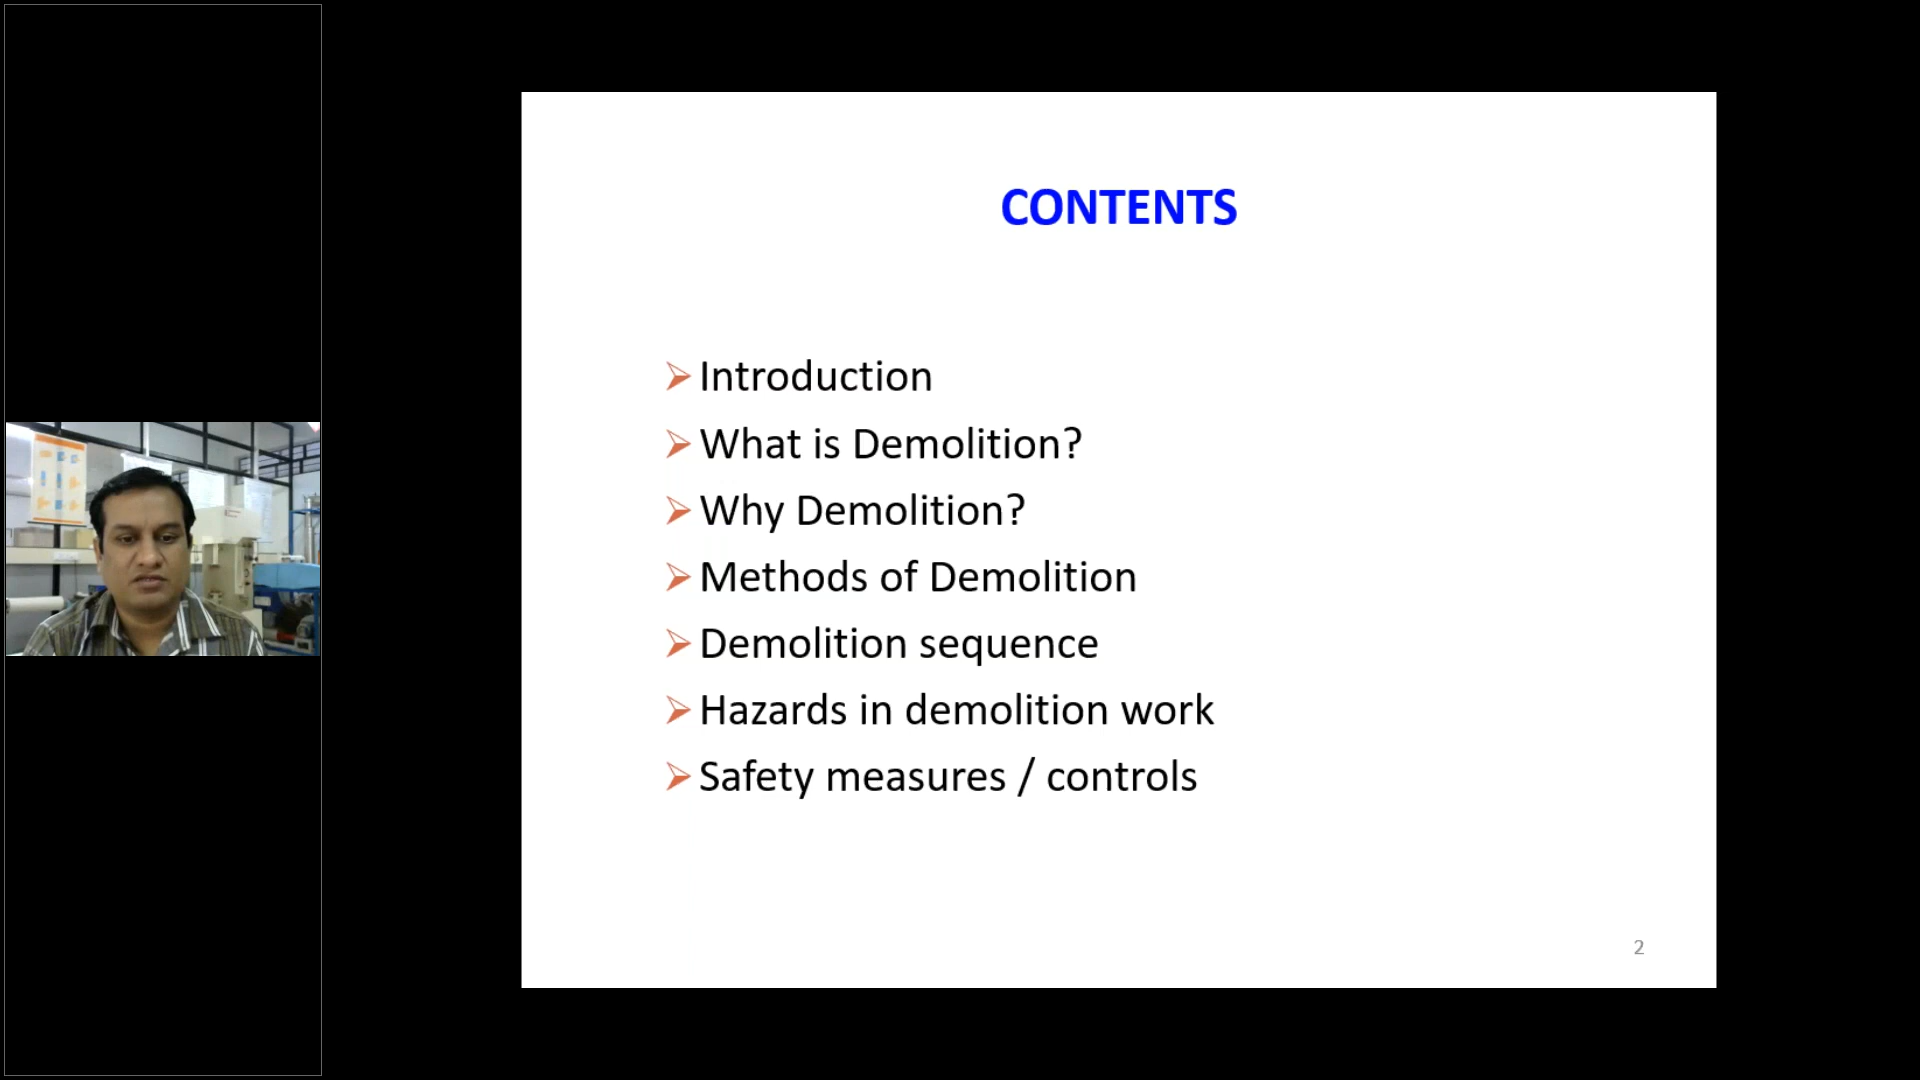 CONTENTS
Introduction
What is Demolition?
Why Demolition?
Methods of Demolition
Demolition sequence
Hazards in demolition work
Safety measures / controls
2